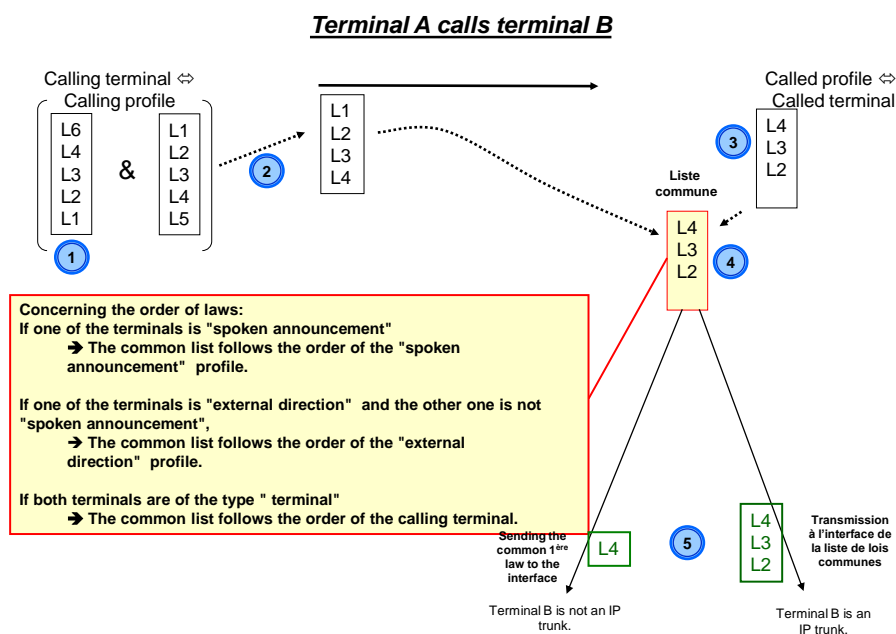 Terminal A calls terminal B
Calling terminal ⇔
Calling profile
L6
L4
L3
L2
L1
&
L1
L2
L3
L4
L5
1
2
L1
L2
L3
L4
Called profile ⇔
Called terminal
3
L4
L3
L2
Liste
commune
L4
L3
L2
4
Concerning the order of laws:
If one of the terminals is "spoken announcement"
➔ The common list follows the order of the "spoken
announcement" profile.
If one of the terminals is "external direction" and the other one is not
"spoken announcement",
➔ The common list follows the order of the "external
direction" profile.
If both terminals are of the type " terminal"
➔ The common list follows the order of the calling terminal.
Sending the
common 1ère
law to the
interface
L4
5
L4
L3
L2
Transmission
à l'interface de
la liste de lois
communes
Terminal B is not an IP
trunk.
Terminal B is an
IP trunk.